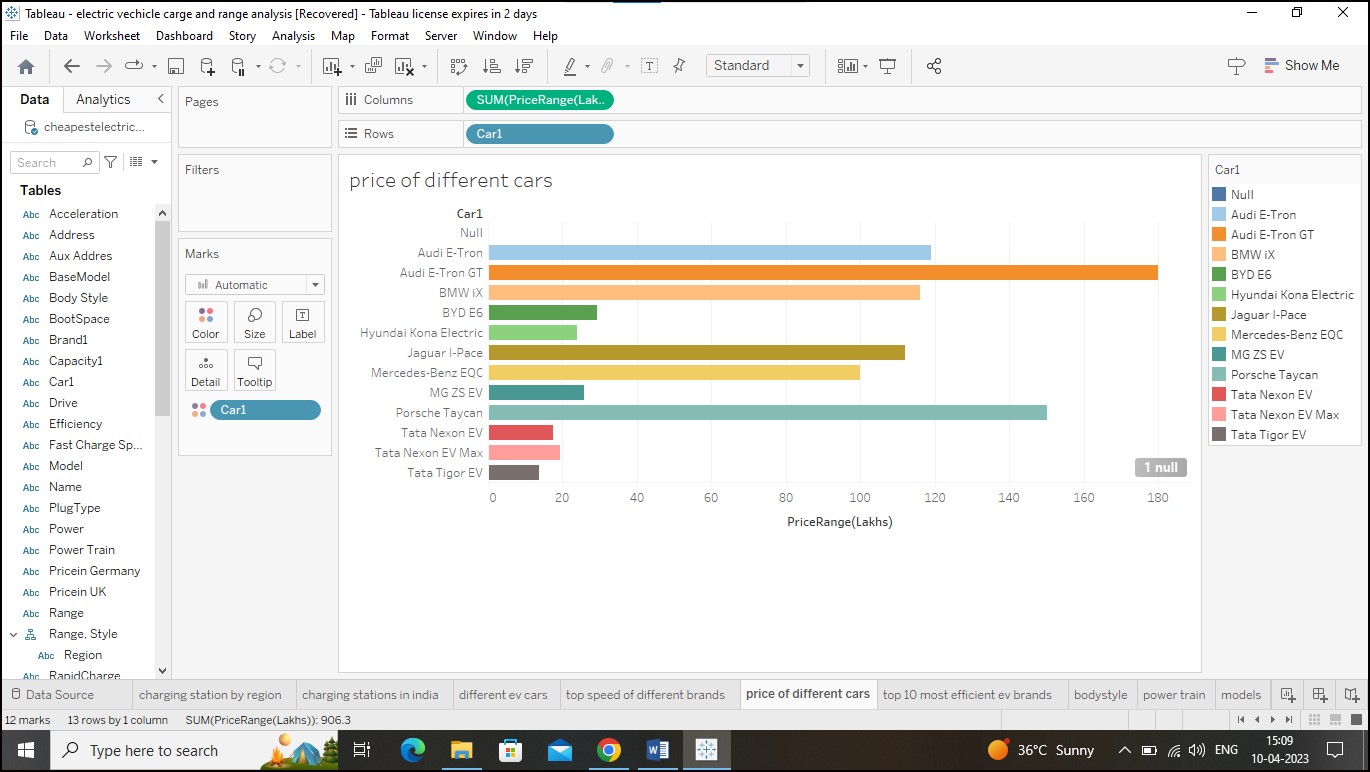 Tableau - electric vechicle carge and range analysis [Recovered] - Tableau license expires in 2 days
File Data Worksheet Dashboard Story Analysis Map Format Server Window Help
Standard
Show Me
Data Analytics
cheapestelectric...
Search
Tables
Abc Acceleration
Abc Address
Abc Aux Addres
Abc BaseModel
Abc Body Style
Abc BootSpace
Abc Brand1
Abc Capacity1
Abc Car1
Abc Drive
Abc Efficiency
Abc Fast Charge Sp...
Abc Model
Abc Name
Abc PlugType
Abc Power
Abc Power Train
Abc Pricein Germany
Abc Pricein UK
Abc Range
Range, Style
Abc Region
Abc RapidCharge
Pages
Filters
Marks
Automatic
Color Size Label
Detail Tooltip
Car1
Columns SUM(PriceRange(Lak..
Rows Car1
price of different cars
Car1
Null
Audi E-Tron
Audi E-Tron GT
BMW iX
BYD E6
Hyundai Kona Electric
Jaguar I-Pace
Mercedes-Benz EQC
MG ZS EV
Porsche Taycan
Tata Nexon EV
Tata Nexon EV Max
Tata Tigor EV
1 null
0 20 40 60 80 100 120 140 160 180
PriceRange(Lakhs)
Car1
Null
Audi E-Tron
Audi E-Tron GT
BMW iX
BYD E6
Hyundai Kona Electric
Jaguar I-Pace
Mercedes-Benz EQC
MG ZS EV
Porsche Taycan
Tata Nexon EV
Tata Nexon EV Max
Tata Tigor EV
Data Source charging station by region charging stations in india different ev cars top speed of different brands price of different cars top 10 most efficient ev brands bodystyle power train models
12 marks 13 rows by 1 column SUM(PriceRange(Lakhs)): 906.3
Type here to search
36°C Sunny
ENG
15:09
10-04-2023